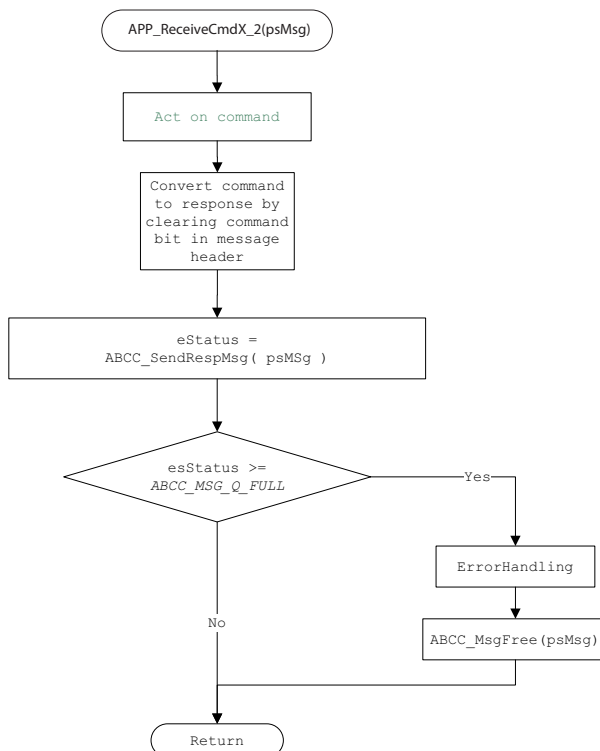 APP_ReceiveCmdX_2(psMsg)
Act on command
Convert command
to response by
clearing command
bit in message
header
eStatus =
ABCC_SendRespMsg( psMSg )
esStatus >=
ABCC_MSG_Q_FULL
Yes
ErrorHandling
No
ABCC_MsgFree(psMsg)
Return